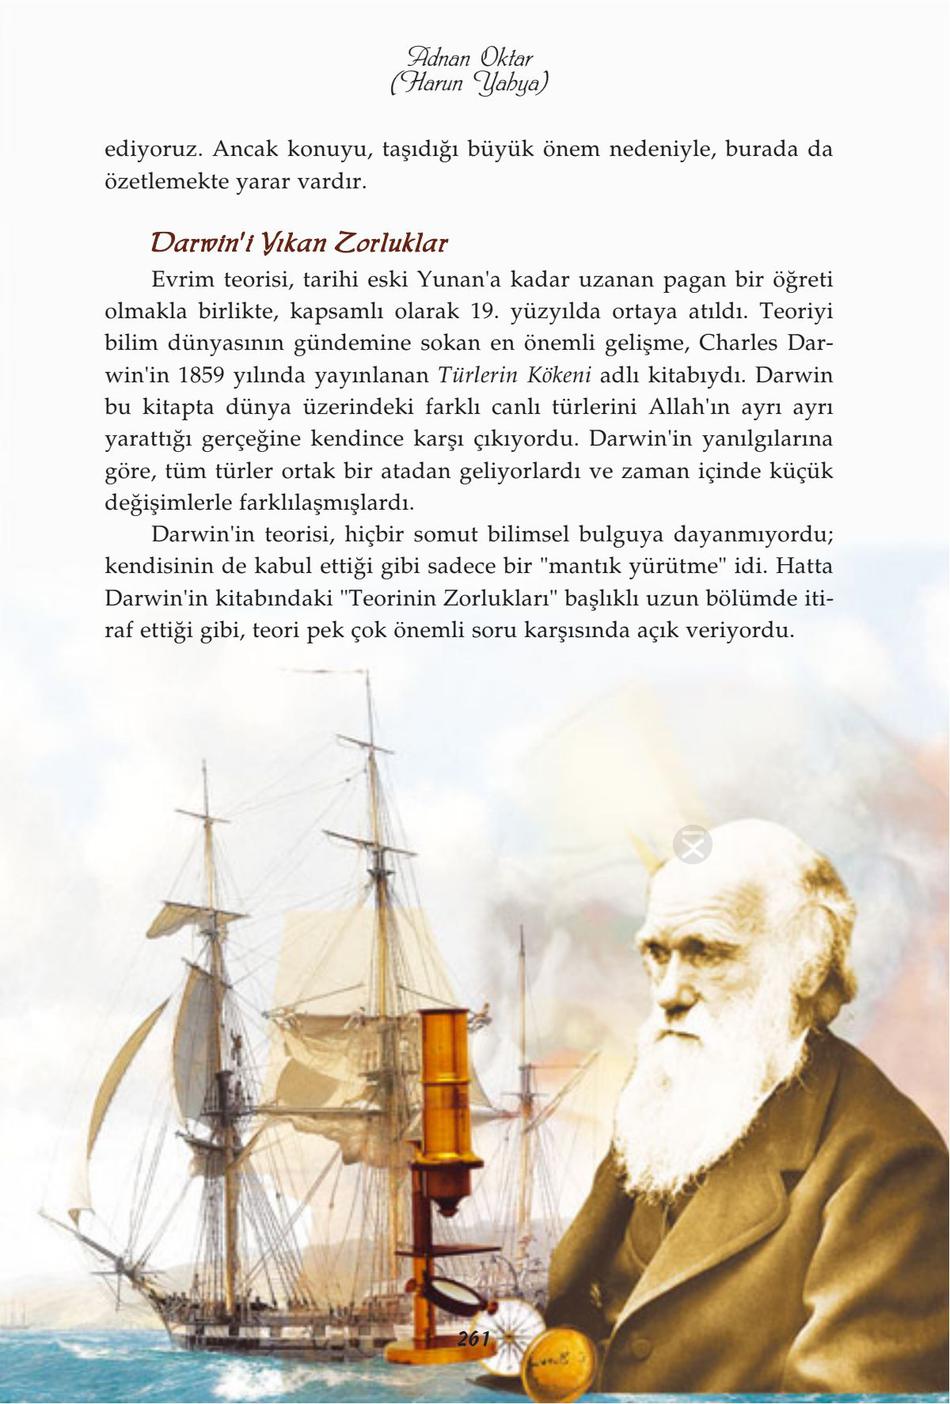 Adnan Oktar
(Harun Yahya)
ediyoruz. Ancak konuyu, taşıdığı büyük önem nedeniyle, burada da
özetlemekte yarar vardır.
Darwin'i Yıkan Zorluklar
Evrim teorisi, tarihi eski Yunan'a kadar uzanan pagan bir öğreti
olmakla birlikte, kapsamlı olarak 19. yüzyılda ortaya atıldı. Teoriyi
bilim dünyasının gündemine sokan en önemli gelişme, Charles Dar-
win'in 1859 yılında yayınlanan Türlerin Kökeni adlı kitabıydı. Darwin
bu kitapta dünya üzerindeki farklı canlı türlerini Allah'ın ayrı ayrı
yarattığı gerçeğine kendince karşı çıkıyordu. Darwin'in yanılgılarına
göre, tüm türler ortak bir atadan geliyorlardı ve zaman içinde küçük
değişimlerle farklılaşmışlardı.
Darwin'in teorisi, hiçbir somut bilimsel bulguya dayanmıyordu;
kendisinin de kabul ettiği gibi sadece bir "mantık yürütme" idi. Hatta
Darwin'in kitabındaki "Teorinin Zorlukları" başlıklı uzun bölümde iti-
raf ettiği gibi, teori pek çok önemli soru karşısında açık veriyordu.
261